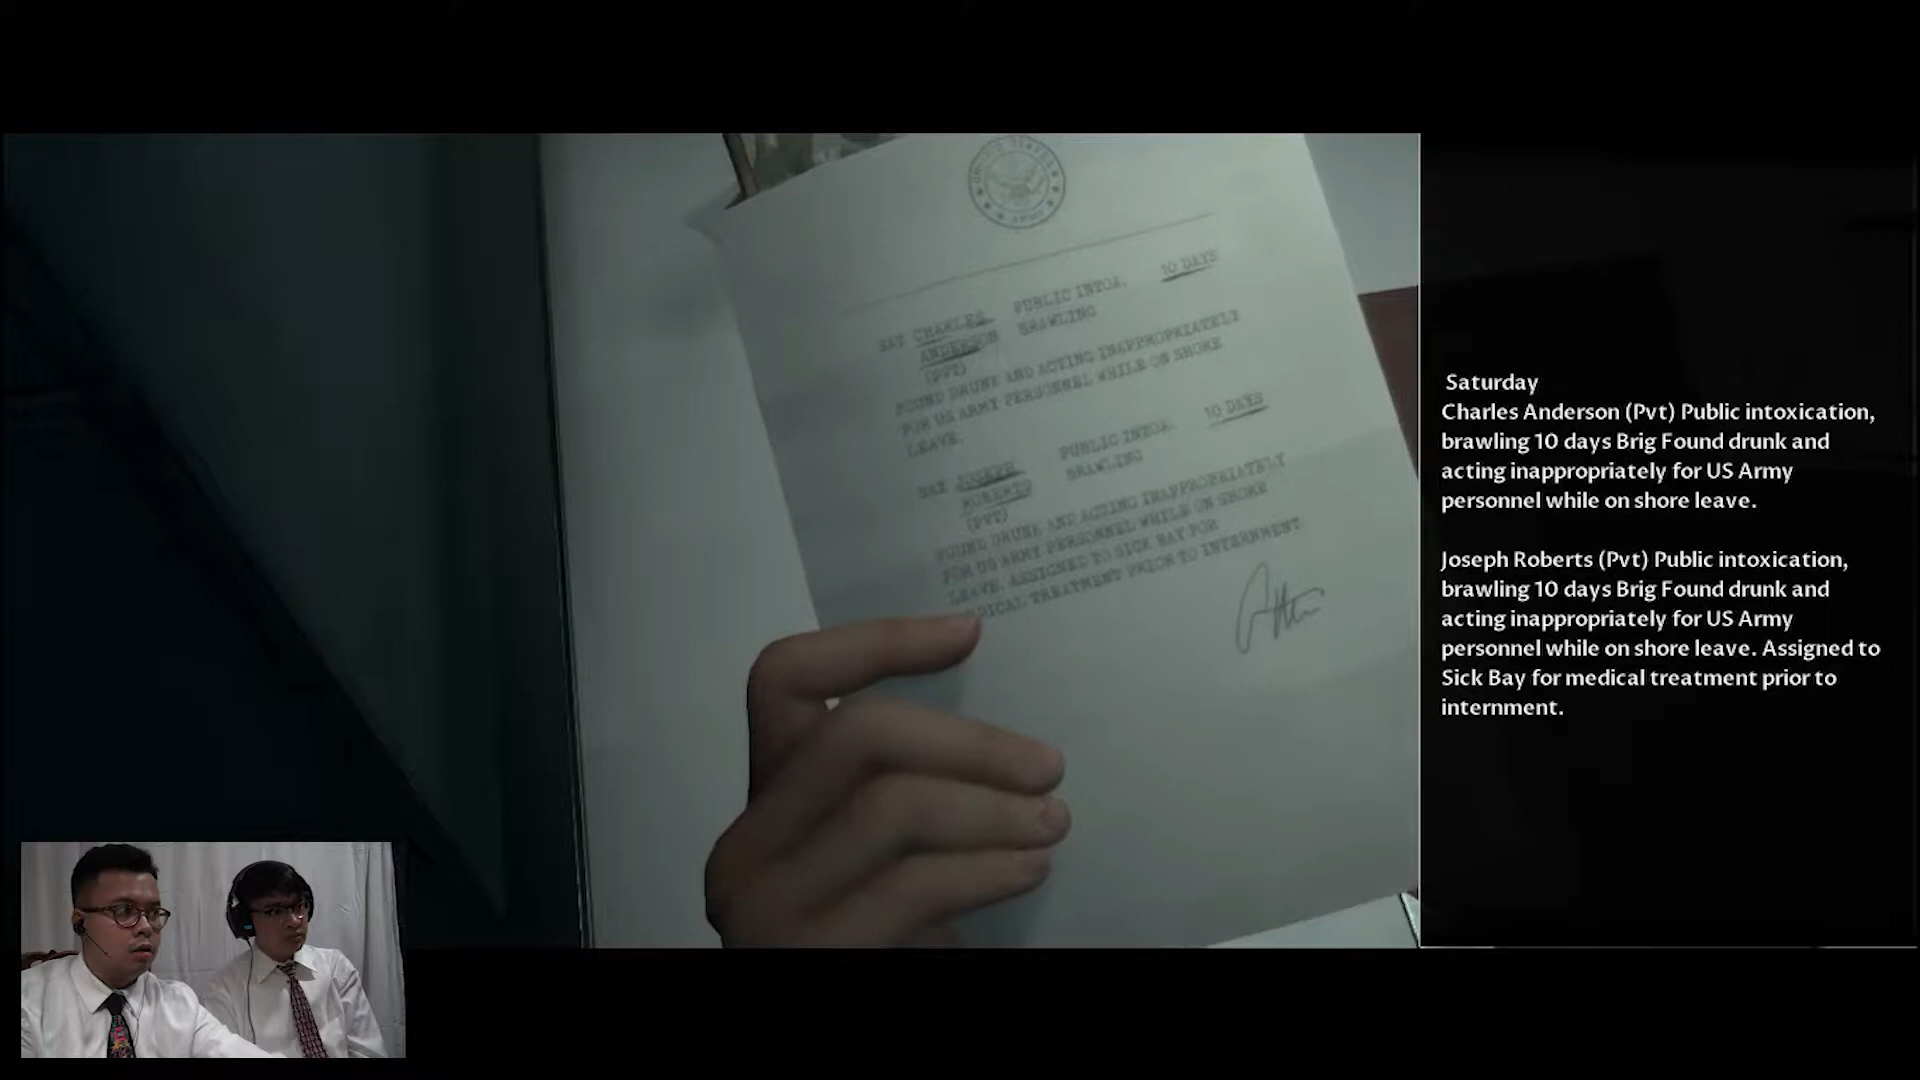 UNITED STATES
ARMY
SAT CHARLES PUBLIC INTOX, 10 DAYS
ANDERSON BRAWLING
(PVT)
FOUND DRUNK AND ACTING INAPPROPRIATELY
FOR US ARMY PERSONNEL WHILE ON SHORE
LEAVE.
SAT JOSEPH PUBLIC INTOX, 10 DAYS
ROBERTS BRAWLING
(PVT)
FOUND DRUNK AND ACTING INAPPROPRIATELY
FOR US ARMY PERSONNEL WHILE ON SHORE
LEAVE. ASSIGNED TO SICK BAY FOR
MEDICAL TREATMENT PRIOR TO INTERNMENT
Saturday
Charles Anderson (Pvt) Public intoxication,
brawling 10 days Brig Found drunk and
acting inappropriately for US Army
personnel while on shore leave.
Joseph Roberts (Pvt) Public intoxication,
brawling 10 days Brig Found drunk and
acting inappropriately for US Army
personnel while on shore leave. Assigned to
Sick Bay for medical treatment prior to
internment.